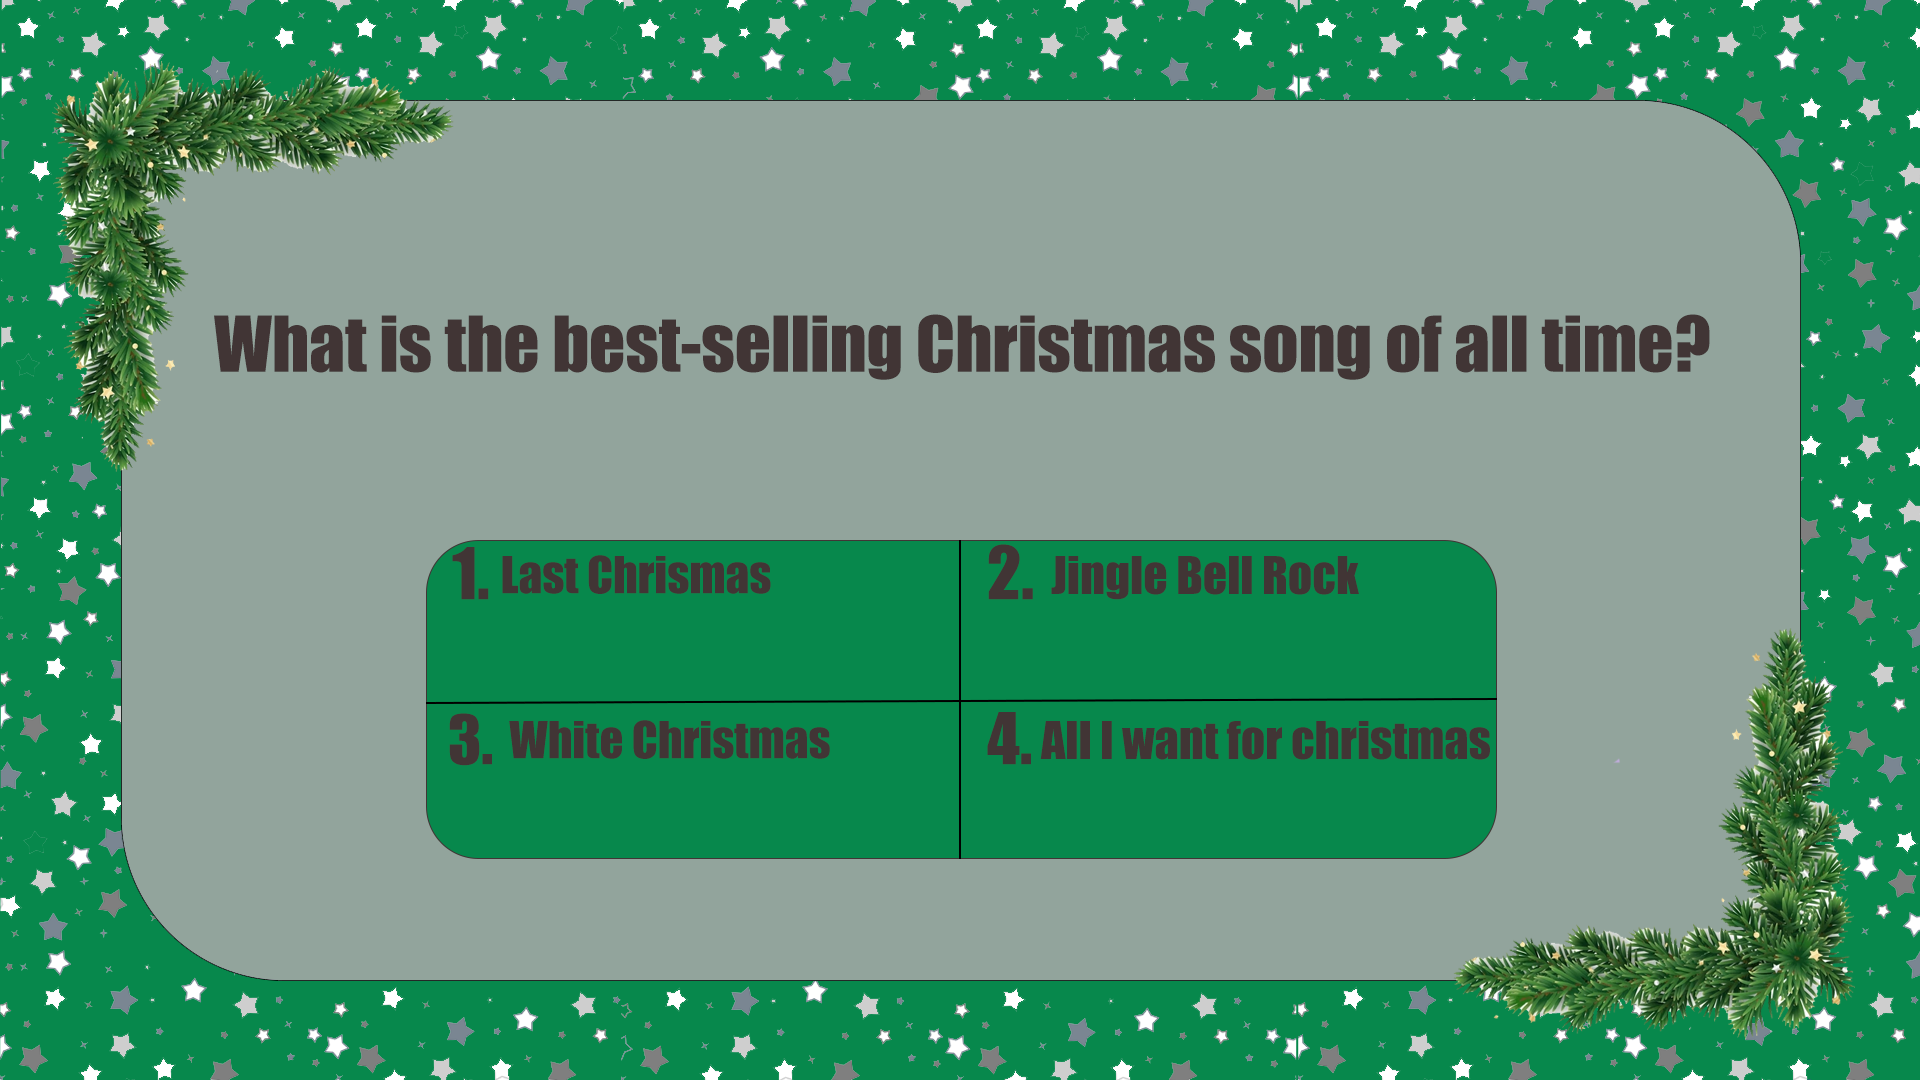 What is the best-selling Christmas song of all time?
1. Last Chrismas
2. Jingle Bell Rock
3. White Christmas
4. All I want for christmas